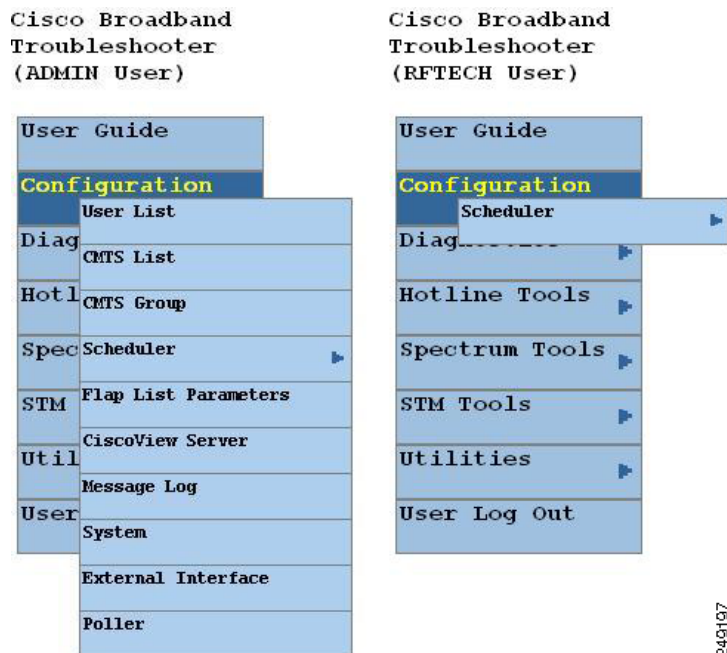 Cisco Broadband
Troubleshooter
(ADMIN User)
User Guide
Configuration
User List
Diag
CMTS List
Hotl
CMTS Group
Spec
Scheduler
STM
Flap List Parameters
CiscoView Server
Util
Message Log
User
System
External Interface
Poller
Cisco Broadband
Troubleshooter
(RFTECH User)
User Guide
Configuration
Scheduler
Hotline Tools
Spectrum Tools
STM Tools
Utilities
User Log Out
249197